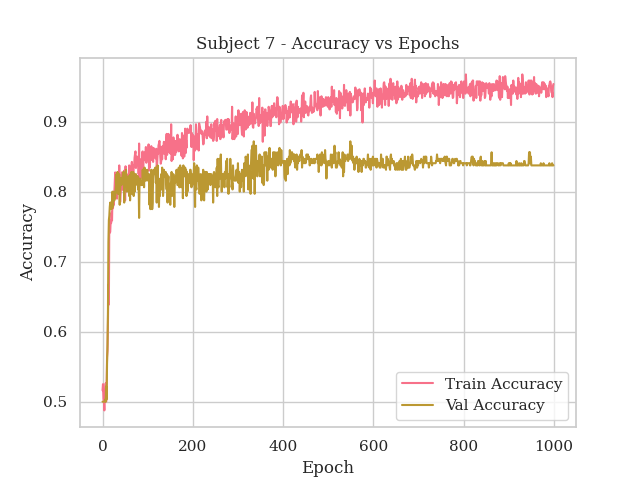 Subject 7 - Accuracy vs Epochs
Accuracy
0.9
0.8
0.7
0.6
0.5
0 200 400 600 800 1000
Epoch
Train Accuracy
Val Accuracy